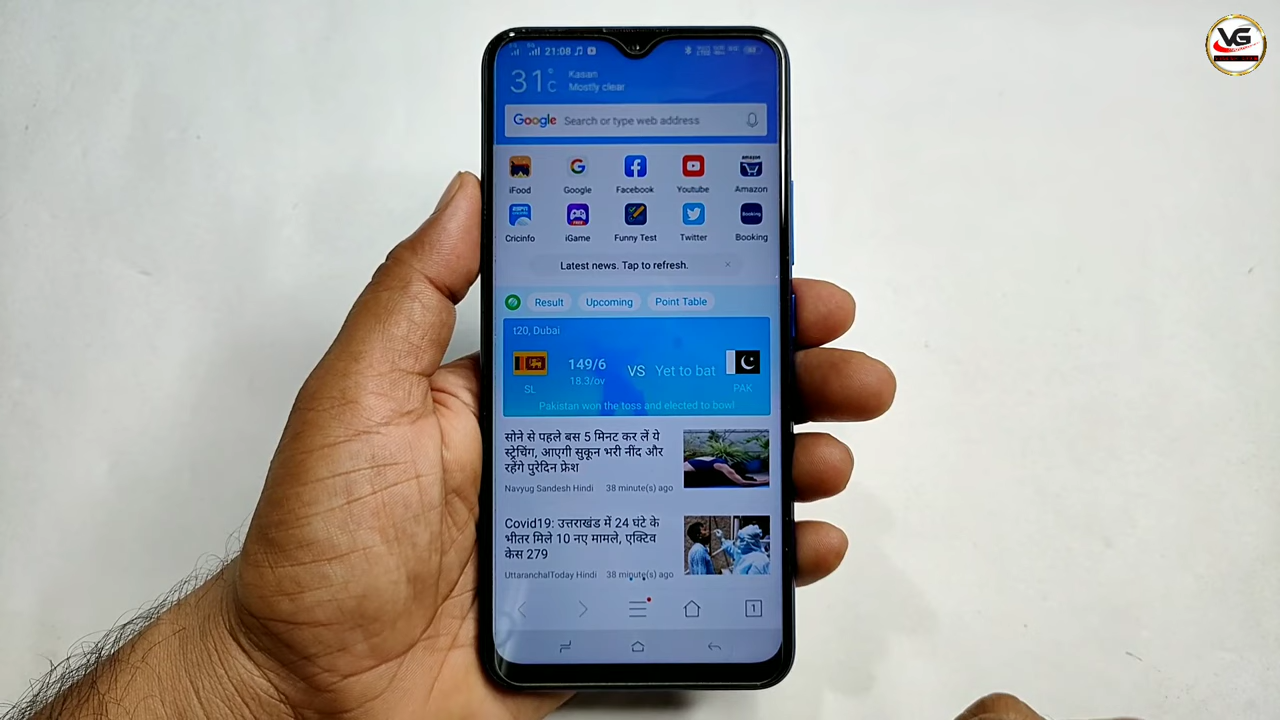 VG
21:08
31°C
Kasan
Mostly clear
Google Search or type web address
iFood
Google
Facebook
Youtube
amazon
Amazon
ESPN
Cricinfo
iGame
Funny Test
Twitter
Booking
Booking
Latest news. Tap to refresh.
Result Upcoming Point Table
t20, Dubai
149/6
18.3/ov
VS Yet to bat
SL
PAK
Pakistan won the toss and elected to bowl
सोने से पहले बस 5 मिनट कर लें ये
स्ट्रेचिंग, आएगी सुकून भरी नींद और
रहेंगे पुरेदिन फ्रेश
Navyug Sandesh Hindi 38 minute(s) ago
Covid19: उत्तराखंड में 24 घंटे के
भीतर मिले 10 नए मामले, एक्टिव
केस 279
UttaranchalToday Hindi 38 minute(s) ago
1